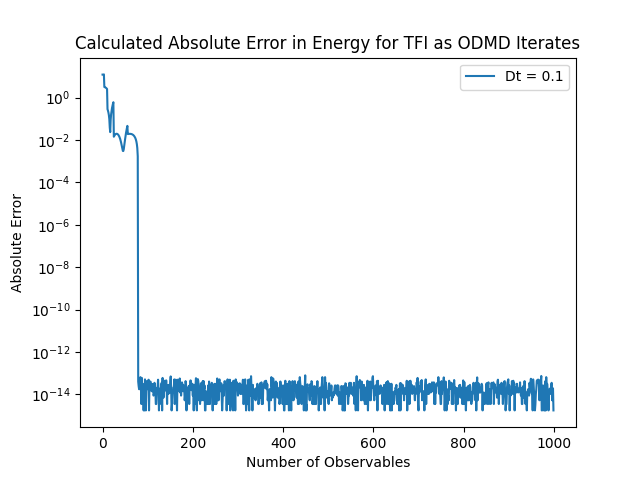 Calculated Absolute Error in Energy for TFI as ODMD Iterates
Dt = 0.1
Absolute Error
10⁰
10⁻²
10⁻⁴
10⁻⁶
10⁻⁸
10⁻¹⁰
10⁻¹²
10⁻¹⁴
0 200 400 600 800 1000
Number of Observables